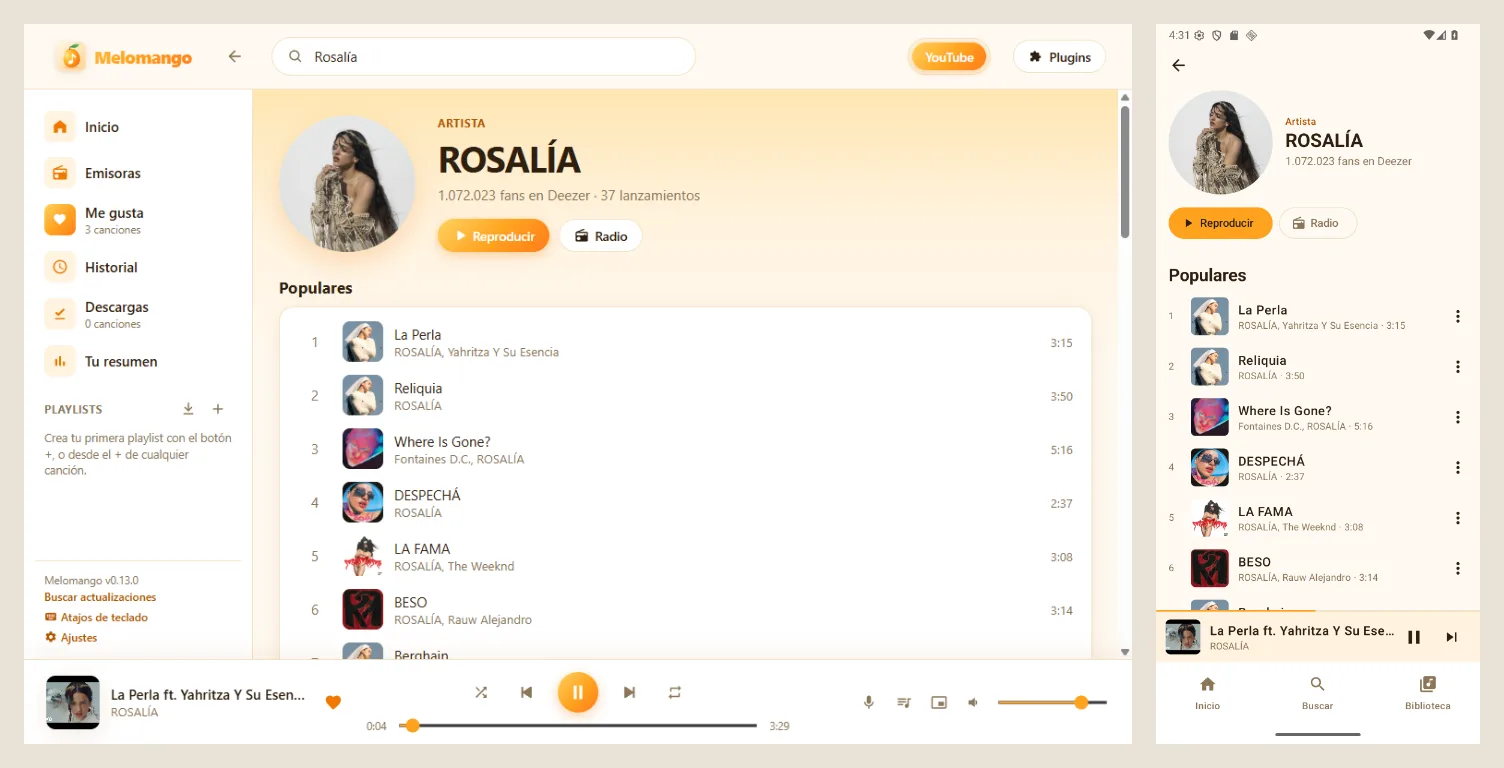 Melomango
Rosalía
YouTube
Plugins
Inicio
Emisoras
Me gusta
3 canciones
Historial
Descargas
0 canciones
Tu resumen
PLAYLISTS
Crea tu primera playlist con el botón
+, o desde el + de cualquier
canción.
Melomango v0.13.0
Buscar actualizaciones
Atajos de teclado
Ajustes
ARTISTA
ROSALÍA
1.072.023 fans en Deezer · 37 lanzamientos
Reproducir
Radio
Populares
1
La Perla
ROSALÍA, Yahritza Y Su Esencia
3:15
2
Reliquia
ROSALÍA
3:50
3
Where Is Gone?
Fontaines D.C., ROSALÍA
5:16
4
DESPECHÁ
ROSALÍA
2:37
5
LA FAMA
ROSALÍA, The Weeknd
3:08
6
BESO
ROSALÍA, Rauw Alejandro
3:14
Berghain
La Perla ft. Yahritza Y Su Esen...
ROSALÍA
0:04
3:29
4:31
Artista
ROSALÍA
1.072.023 fans en Deezer
Reproducir
Radio
Populares
1
La Perla
ROSALÍA, Yahritza Y Su Esencia · 3:15
2
Reliquia
ROSALÍA · 3:50
3
Where Is Gone?
Fontaines D.C., ROSALÍA · 5:16
4
DESPECHÁ
ROSALÍA · 2:37
5
LA FAMA
ROSALÍA, The Weeknd · 3:08
6
BESO
ROSALÍA, Rauw Alejandro · 3:14
La Perla ft. Yahritza Y Su Ese...
ROSALÍA
Inicio
Buscar
Biblioteca